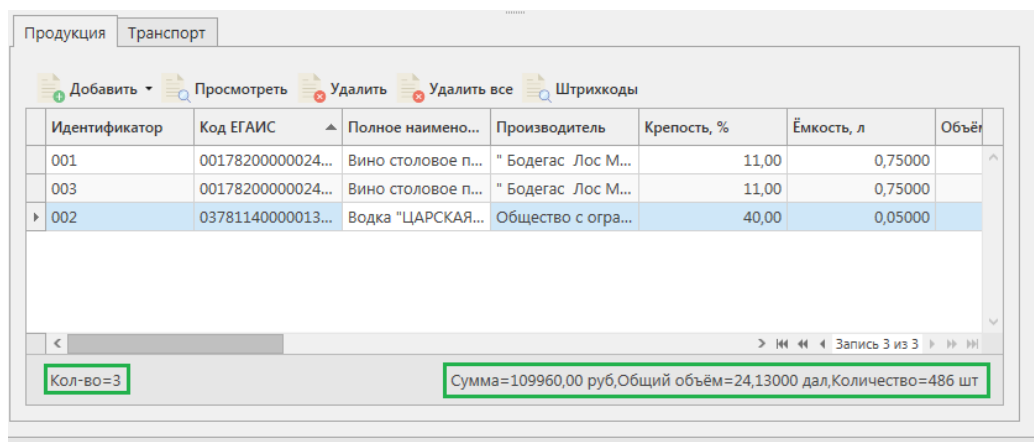 Продукция Транспорт
Добавить Просмотреть Удалить Удалить все Штрихкоды
Идентификатор Код ЕГАИС Полное наимено... Производитель Крепость, % Ёмкость, л Объём
001 00178200000024... Вино столовое п... " Бодегас Лос М... 11,00 0,75000
003 00178200000024... Вино столовое п... " Бодегас Лос М... 11,00 0,75000
002 03781140000013... Водка "ЦАРСКАЯ... Общество с огра... 40,00 0,05000
Запись 3 из 3
Кол-во=3 Сумма=109960,00 руб,Общий объём=24,13000 дал,Количество=486 шт